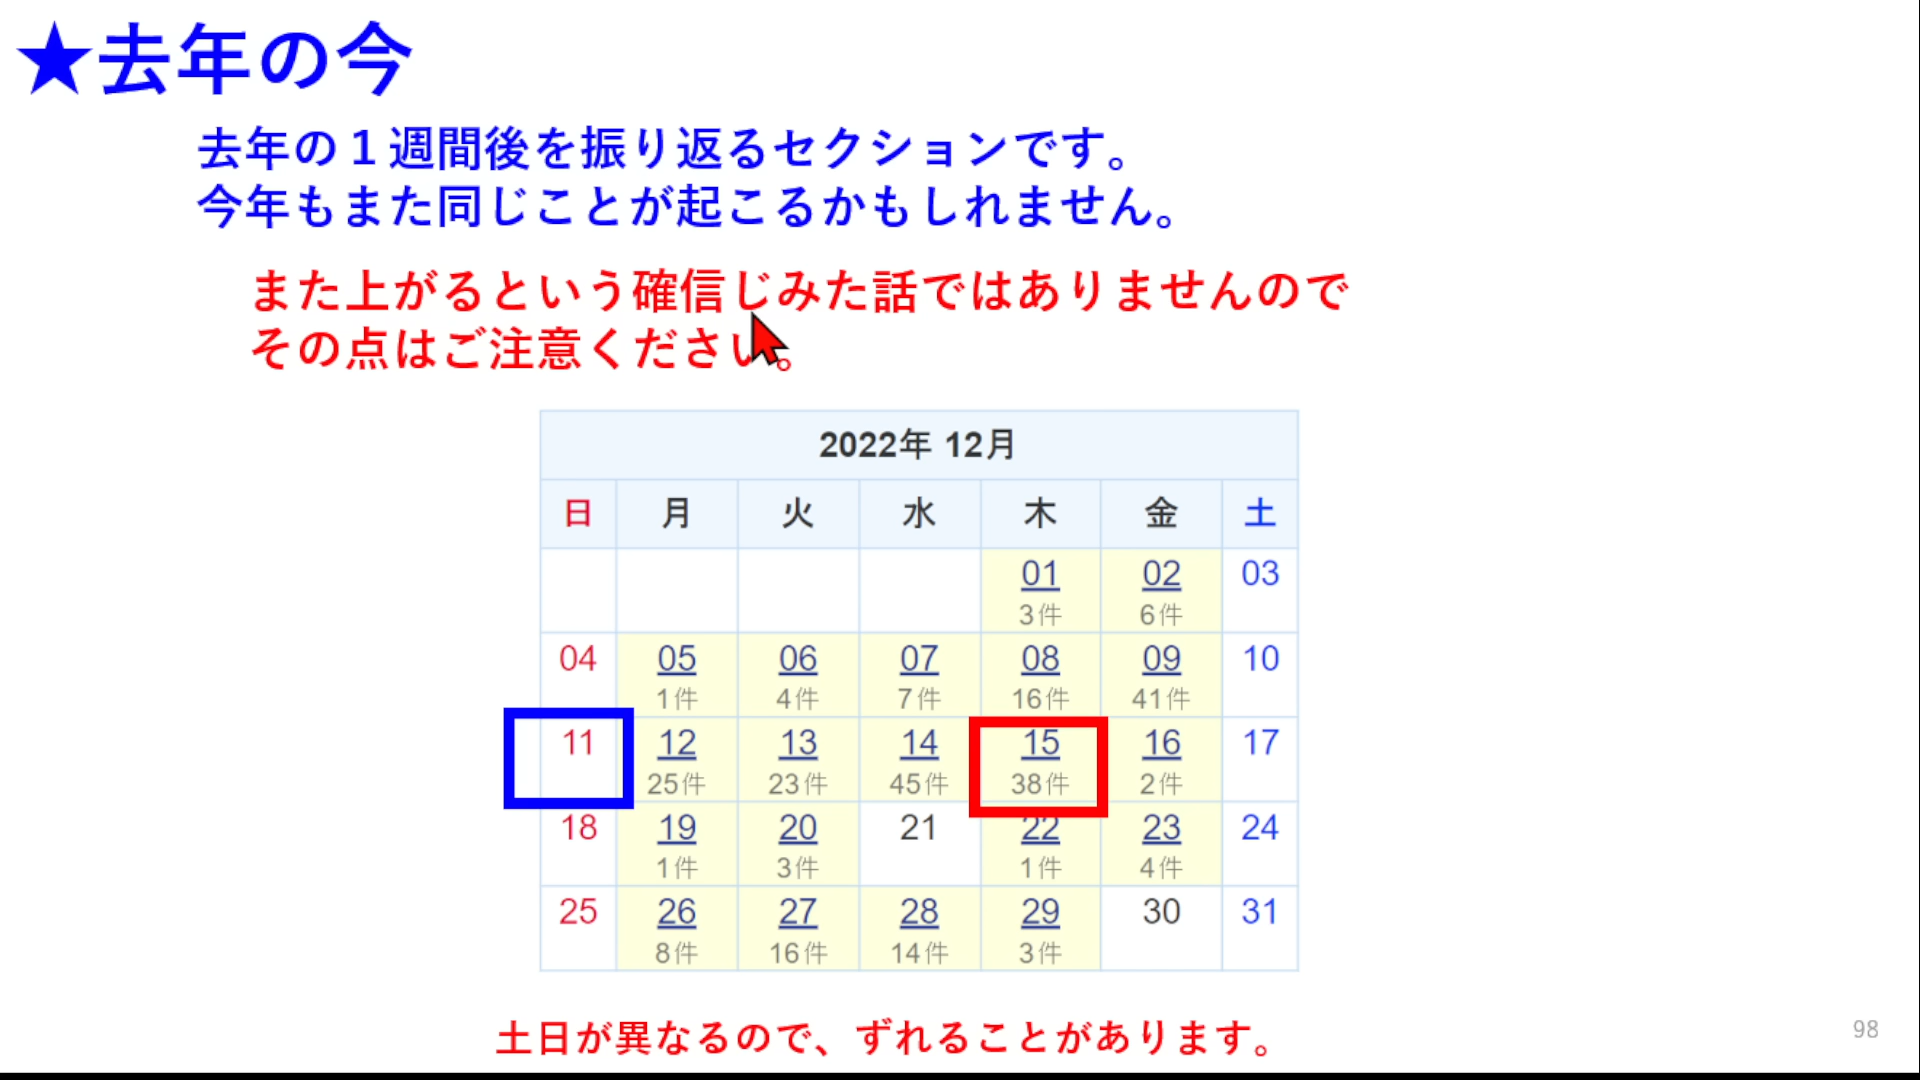 ★去年の今
去年の１週間後を振り返るセクションです。
今年もまた同じことが起こるかもしれません。
また上がるという確信じみた話ではありませんので
その点はご注意ください。
2022年 12月
日 月 火 水 木 金 土
01 02 03
3件 6件
04 05 06 07 08 09 10
1件 4件 7件 16件 41件
11 12 13 14 15 16 17
25件 23件 45件 38件 2件
18 19 20 21 22 23 24
1件 3件 1件 4件
25 26 27 28 29 30 31
8件 16件 14件 3件
土日が異なるので、ずれることがあります。
98